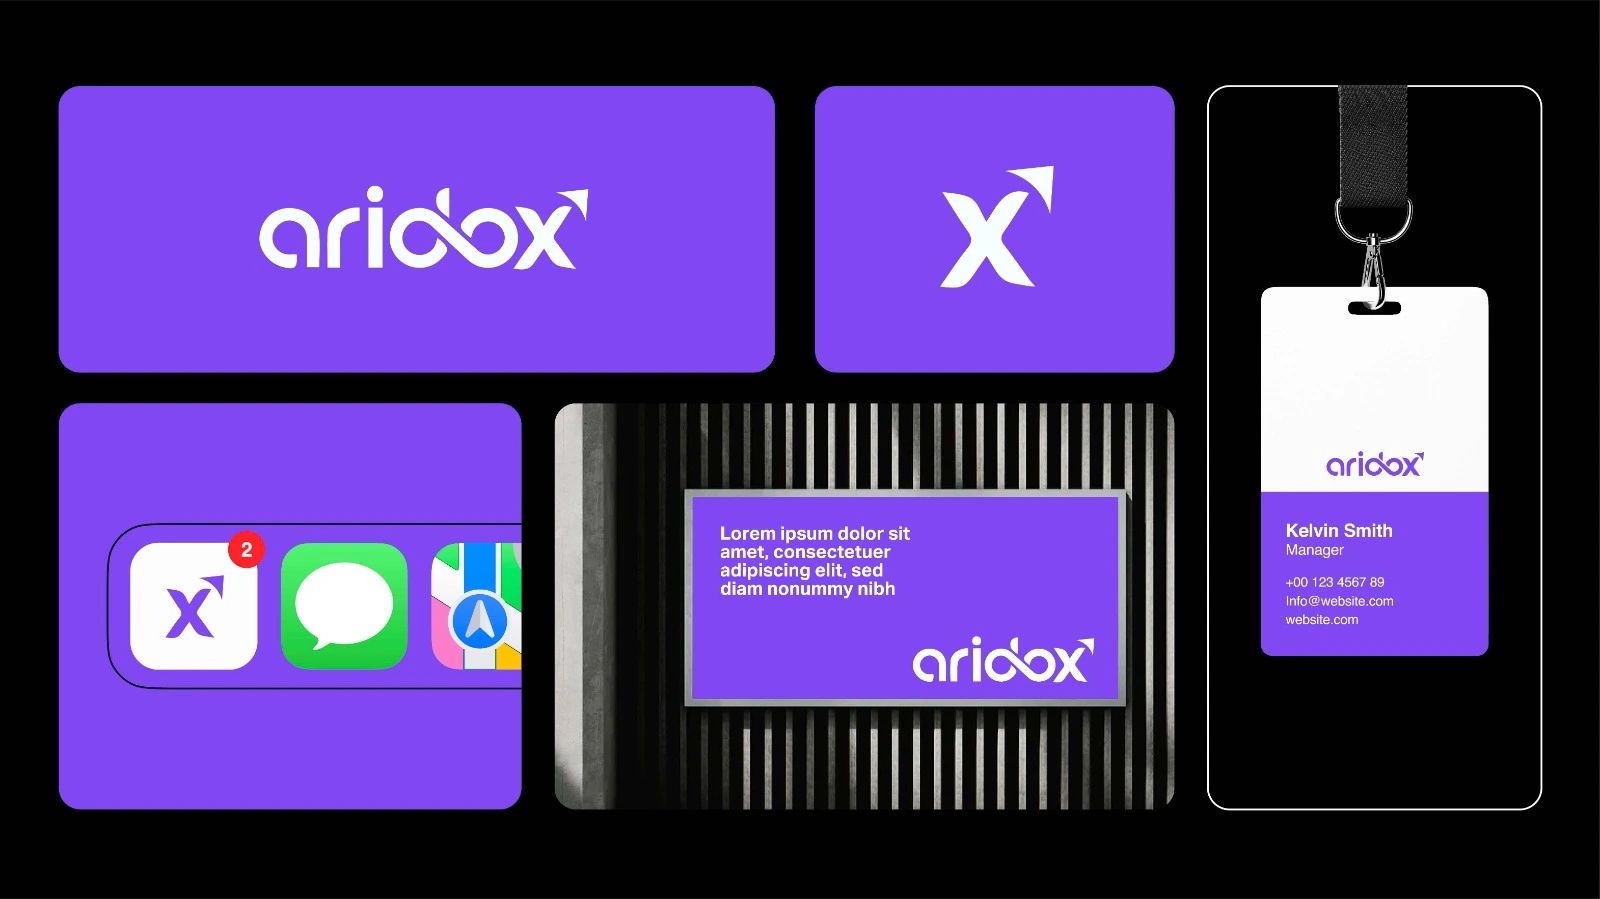 aridox
x
x
2
Lorem ipsum dolor sit
amet, consectetuer
adipiscing elit, sed
diam nonummy nibh
aridox
aridox
Kelvin Smith
Manager
+00 123 4567 89
Info@website.com
website.com